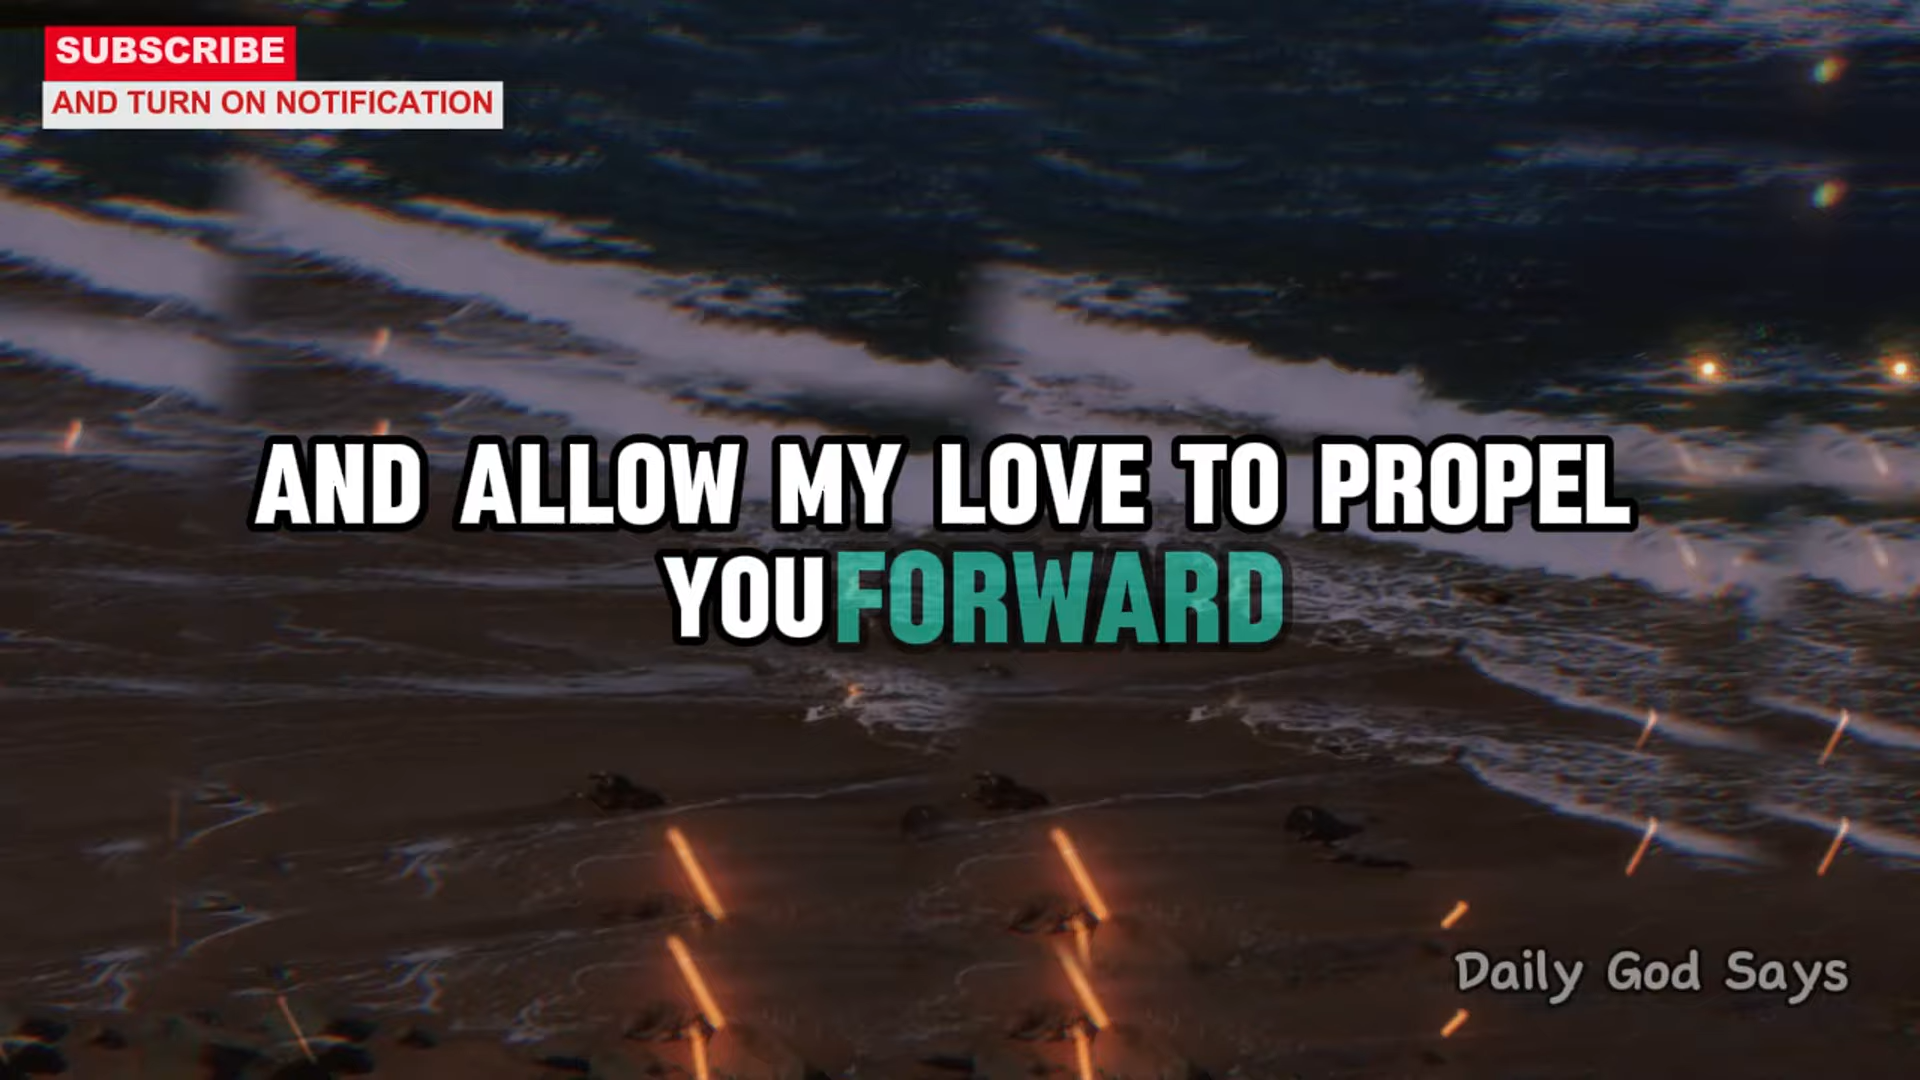 SUBSCRIBE
AND TURN ON NOTIFICATION
AND ALLOW MY LOVE TO PROPEL
YOU FORWARD
Daily God Says